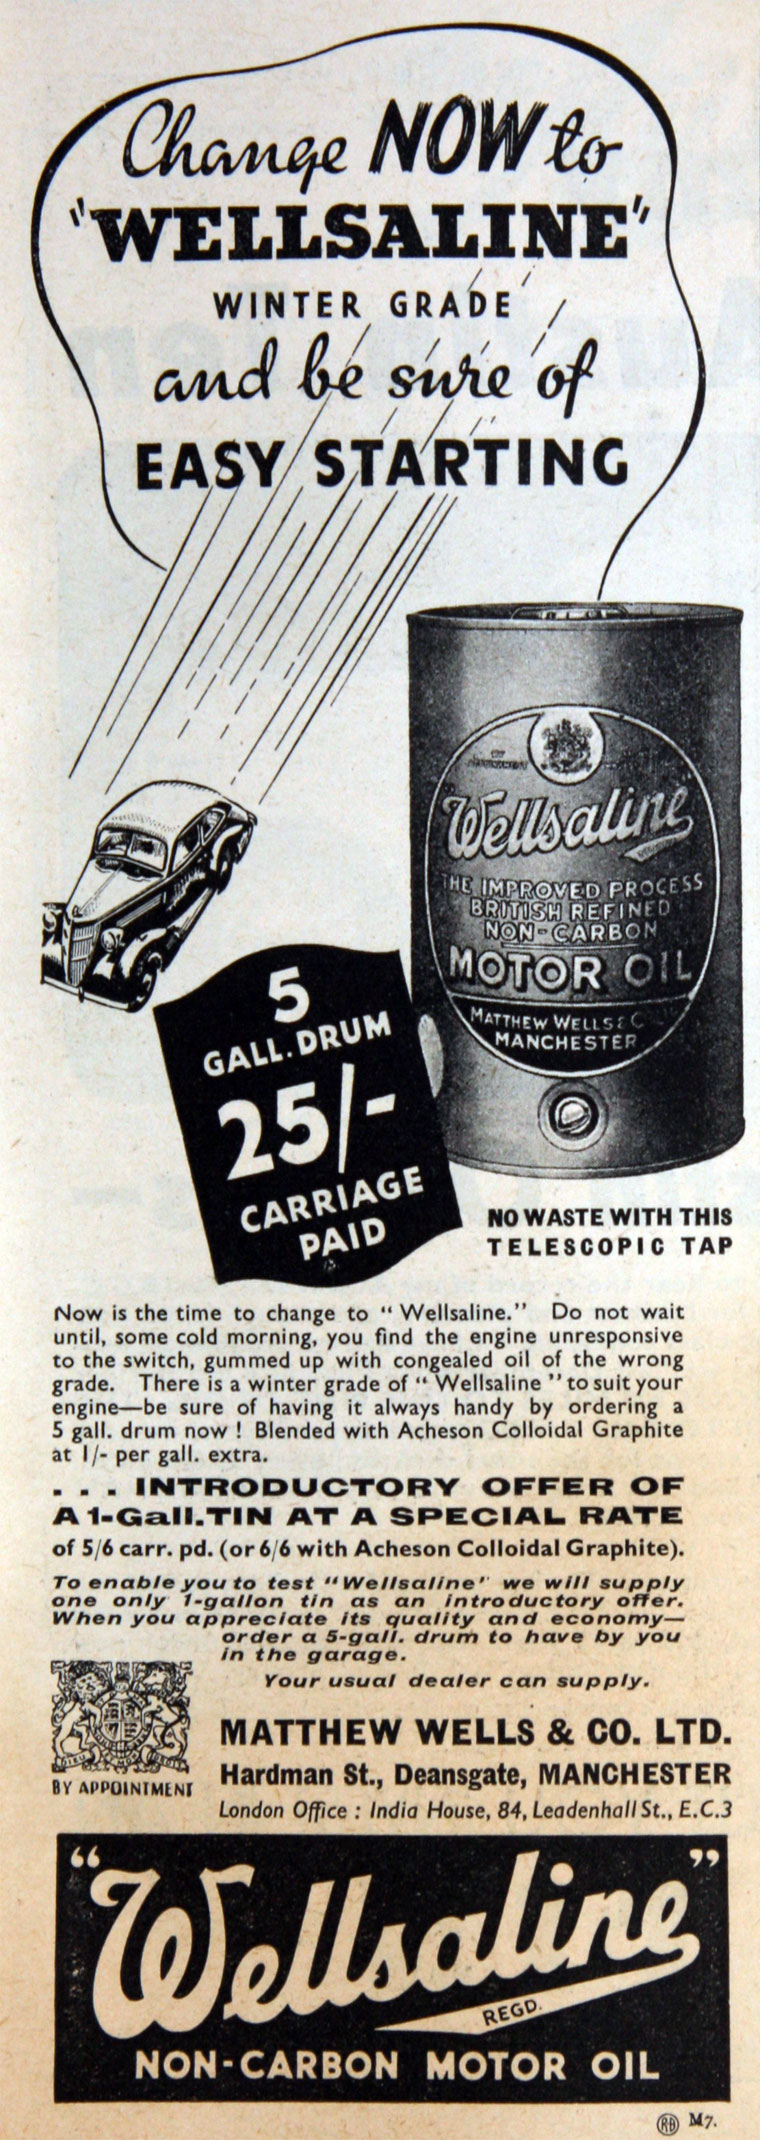 Change NOW to
"WELLSALINE"
WINTER GRADE
and be sure of
EASY STARTING
BY
APPOINTMENT
"Wellsaline"
THE IMPROVED PROCESS
BRITISH REFINED
NON-CARBON
MOTOR OIL
MATTHEW WELLS & C
MANCHESTER
5
GALL. DRUM
25/-
CARRIAGE
PAID
NO WASTE WITH THIS
TELESCOPIC TAP
Now is the time to change to "Wellsaline." Do not wait
until, some cold morning, you find the engine unresponsive
to the switch, gummed up with congealed oil of the wrong
grade. There is a winter grade of "Wellsaline" to suit your
engine—be sure of having it always handy by ordering a
5 gall. drum now! Blended with Acheson Colloidal Graphite
at 1/- per gall. extra.
. . . INTRODUCTORY OFFER OF
A 1-Gall. TIN AT A SPECIAL RATE
of 5/6 carr. pd. (or 6/6 with Acheson Colloidal Graphite).
To enable you to test "Wellsaline" we will supply
one only 1-gallon tin as an introductory offer.
When you appreciate its quality and economy—
order a 5-gall. drum to have by you
in the garage.
Your usual dealer can supply.
BY APPOINTMENT
MATTHEW WELLS & CO. LTD.
Hardman St., Deansgate, MANCHESTER
London Office : India House, 84, Leadenhall St., E.C.3
"Wellsaline"
REGD.
NON-CARBON MOTOR OIL
RB M7.